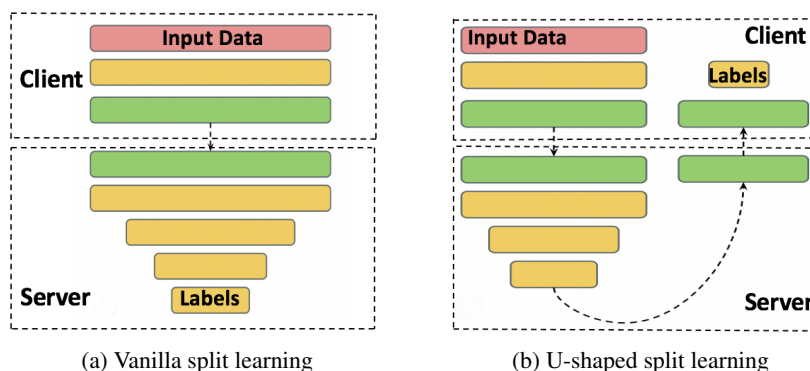 Input Data
Client
Server
Labels
(a) Vanilla split learning
Input Data
Client
Labels
Server
(b) U-shaped split learning